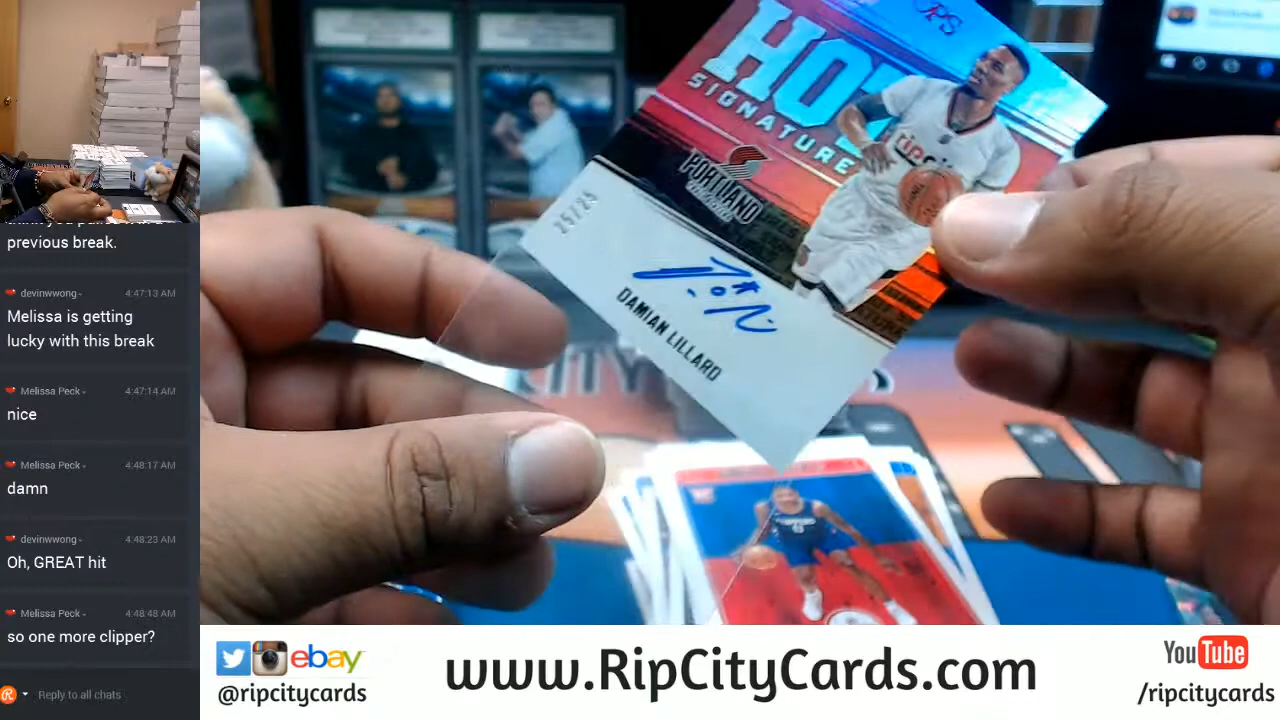 previous break.
devinwwong
4:47:13 AM
Melissa is getting
lucky with this break
Melissa Peck
4:47:14 AM
nice
Melissa Peck
4:48:17 AM
damn
devinwwong
4:48:23 AM
Oh, GREAT hit
Melissa Peck
4:48:48 AM
so one more clipper?
Reply to all chats
HOT
SIGNATURES
PORTLAND
DAMIAN LILLARD
CITY
ebay
@ripcitycards
www.RipCityCards.com
YouTube
/ripcitycards